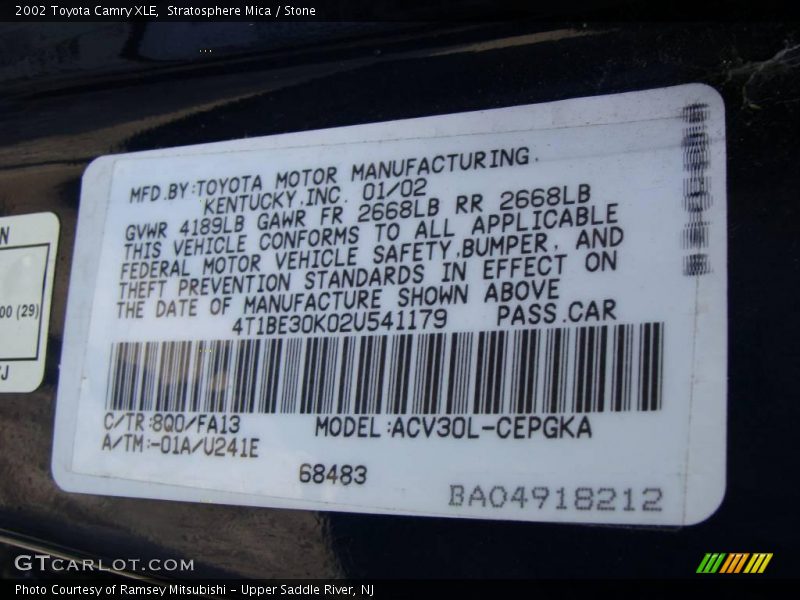 2002 Toyota Camry XLE, Stratosphere Mica / Stone
MFD.BY:TOYOTA MOTOR MANUFACTURING,
KENTUCKY,INC. 01/02
GVWR 4189LB GAWR FR 2668LB RR 2668LB
THIS VEHICLE CONFORMS TO ALL APPLICABLE
FEDERAL MOTOR VEHICLE SAFETY,BUMPER, AND
THEFT PREVENTION STANDARDS IN EFFECT ON
THE DATE OF MANUFACTURE SHOWN ABOVE
4T1BE30K02U541179 PASS.CAR
C/TR:8Q0/FA13 MODEL:ACV30L-CEPGKA
A/TM:-01A/U241E
68483
BA04918212
N
00 (29)
J
GTCARLOT.COM
Photo Courtesy of Ramsey Mitsubishi - Upper Saddle River, NJ